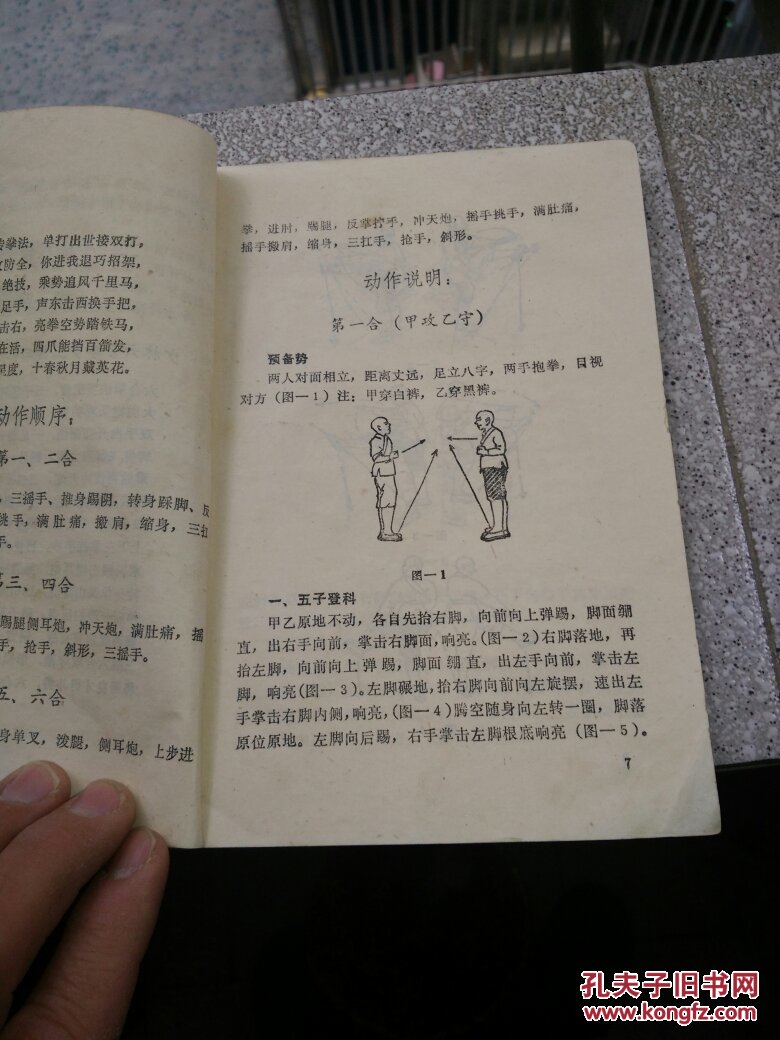 拳法，单打出世接双打，
防全，你进我退巧招架，
绝技，乘势追风千里马，
足手，声东击西换手把，
击右，亮拳空势踏铁马，
在活，四爪能挡百箭发，
度，十春秋月戴英花。
动作顺序：
第一、二合
，三摇手、推身踢阴，转身踩脚、反
挑手，满肚痛，搬肩，缩身，三扛
手。
第三、四合
踢腿侧耳炮，冲天炮，满肚痛，摇
手，抢手，斜形，三摇手。
五、六合
身单叉，泼腿，侧耳炮，上步进
拳，进肘，踢腿，反掌拧手，冲天炮，摇手挑手，满肚痛，
摇手搬肩，缩身，三扛手，抢手，斜形。
动作说明：
第一合（甲攻乙守）
预备势
两人对面相立，距离丈远，足立八字，两手抱拳，目视
对方（图—1）注：甲穿白裤，乙穿黑裤。
图—1
一、五子登科
甲乙原地不动，各自先抬右脚，向前向上弹踢，脚面绷
直，出右手向前，掌击右脚面，响亮。（图—2）右脚落地，再
抬左脚，向前向上弹踢，脚面绷直，出左手向前，掌击左
脚，响亮（图—3）。左脚碾地，抬右脚向前向左旋摆，速出左
手掌击右脚内侧，响亮，（图—4）腾空随身向左转一圈，脚落
原位原地。左脚向后踢，右手掌击左脚根底响亮（图—5）。
7
孔夫子旧书网
www.kongfz.com